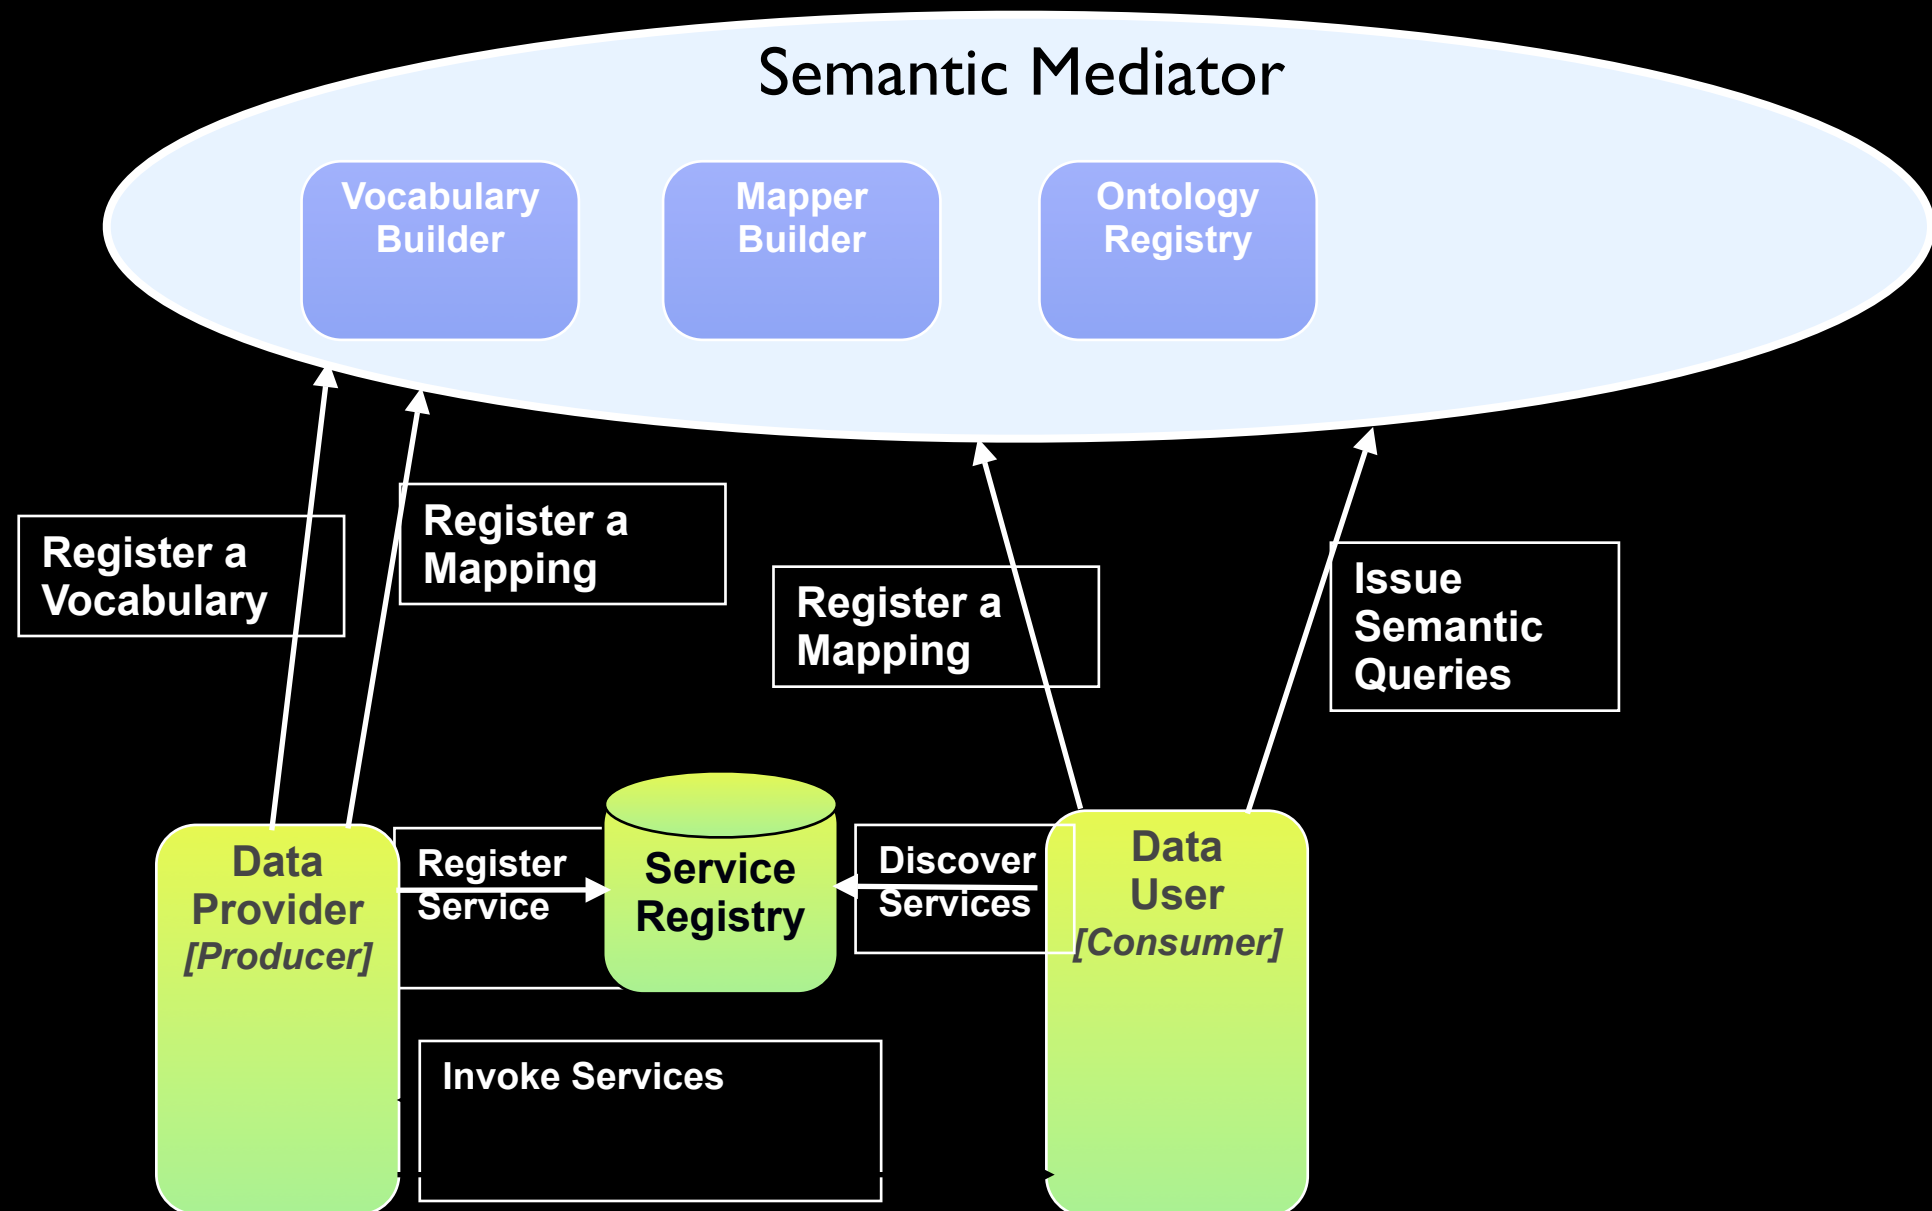 Semantic Mediator
Vocabulary
Builder
Mapper
Builder
Ontology
Registry
Register a
Vocabulary
Register a
Mapping
Register a
Mapping
Issue
Semantic
Queries
Data
Provider
[Producer]
Register
Service
Service
Registry
Discover
Services
Data
User
[Consumer]
Invoke Services